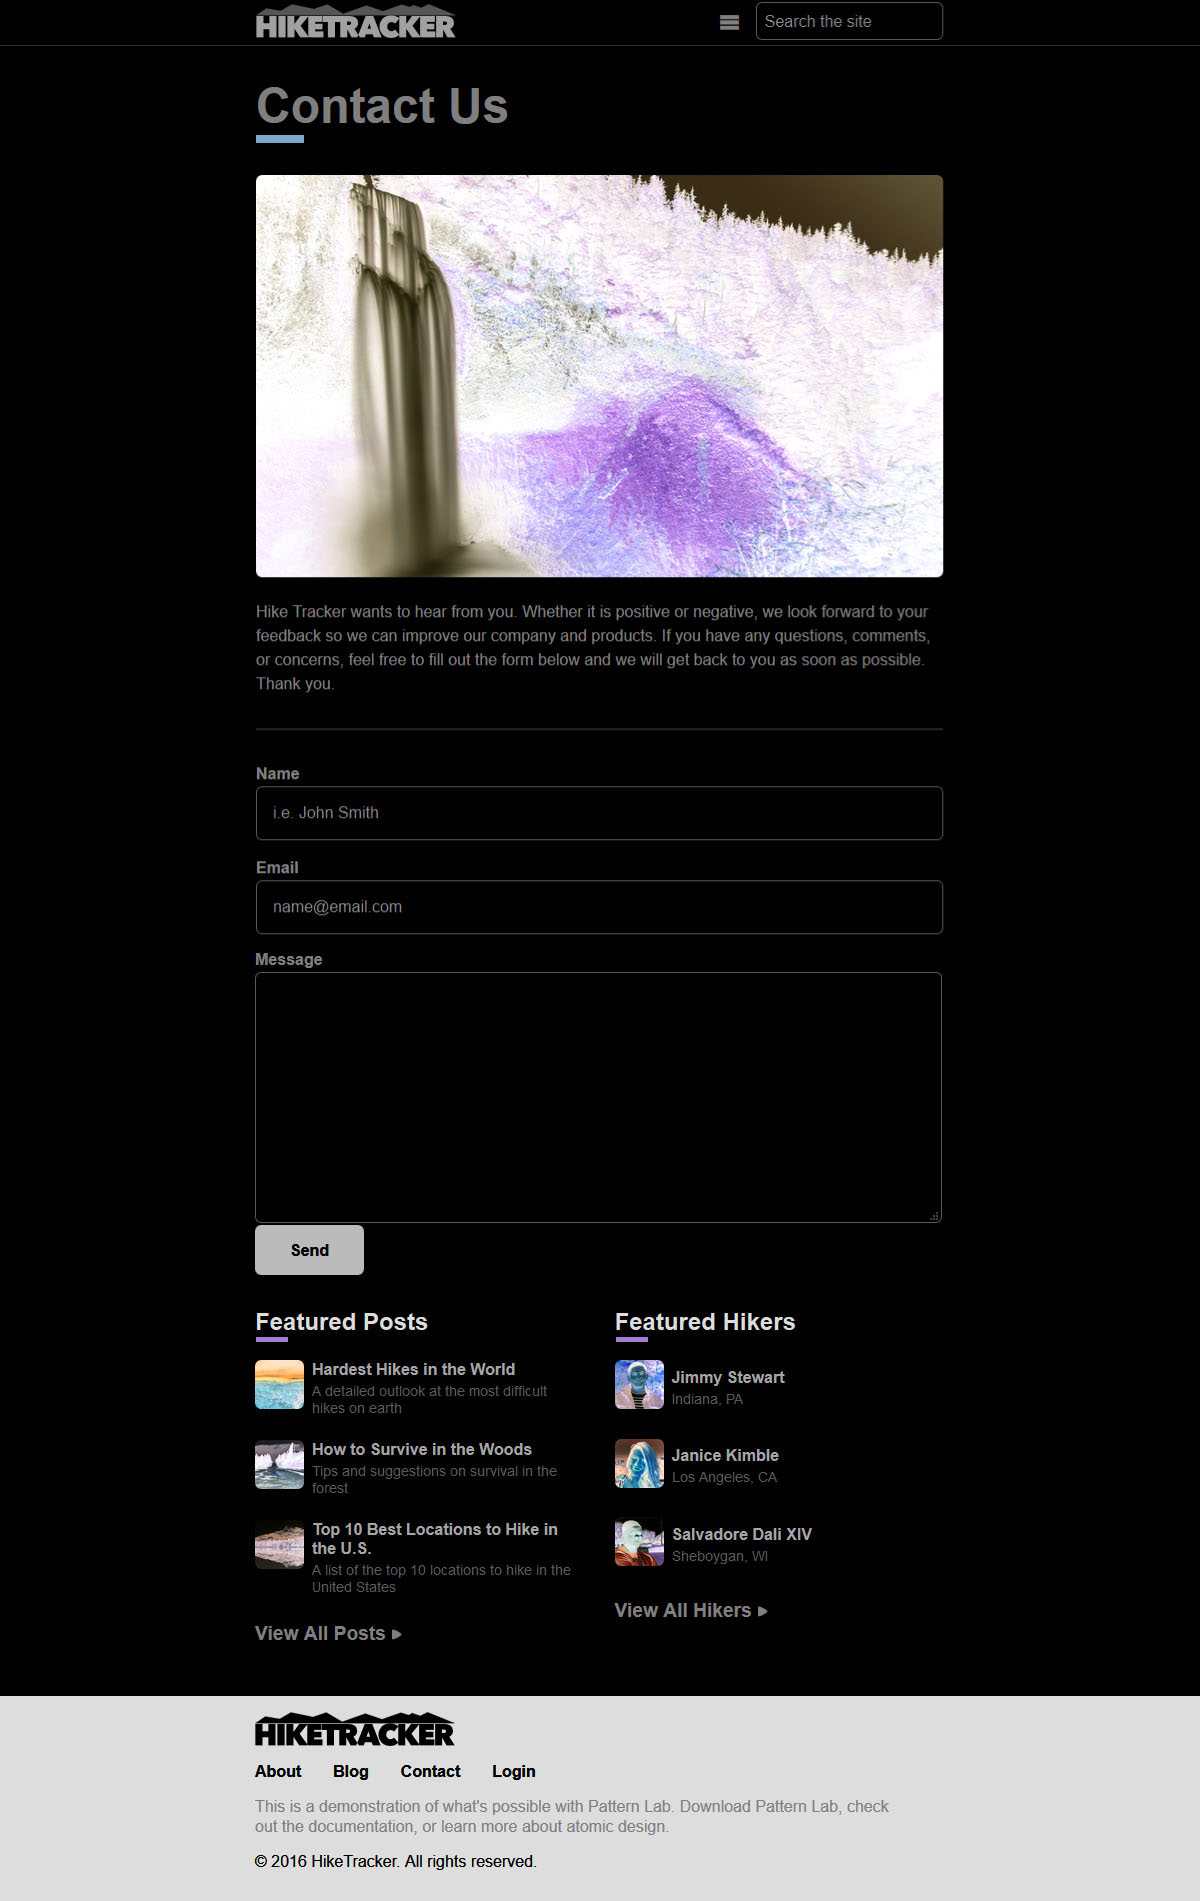 HIKETRACKER
Search the site
Contact Us
Hike Tracker wants to hear from you. Whether it is positive or negative, we look forward to your
feedback so we can improve our company and products. If you have any questions, comments,
or concerns, feel free to fill out the form below and we will get back to you as soon as possible.
Thank you.
Name
i.e. John Smith
Email
name@email.com
Message
Send
Featured Posts
Hardest Hikes in the World
A detailed outlook at the most difficult
hikes on earth
How to Survive in the Woods
Tips and suggestions on survival in the
forest
Top 10 Best Locations to Hike in
the U.S.
A list of the top 10 locations to hike in the
United States
View All Posts
Featured Hikers
Jimmy Stewart
Indiana, PA
Janice Kimble
Los Angeles, CA
Salvadore Dali XIV
Sheboygan, WI
View All Hikers
HIKETRACKER
About Blog Contact Login
This is a demonstration of what's possible with Pattern Lab. Download Pattern Lab, check
out the documentation, or learn more about atomic design.
© 2016 HikeTracker. All rights reserved.